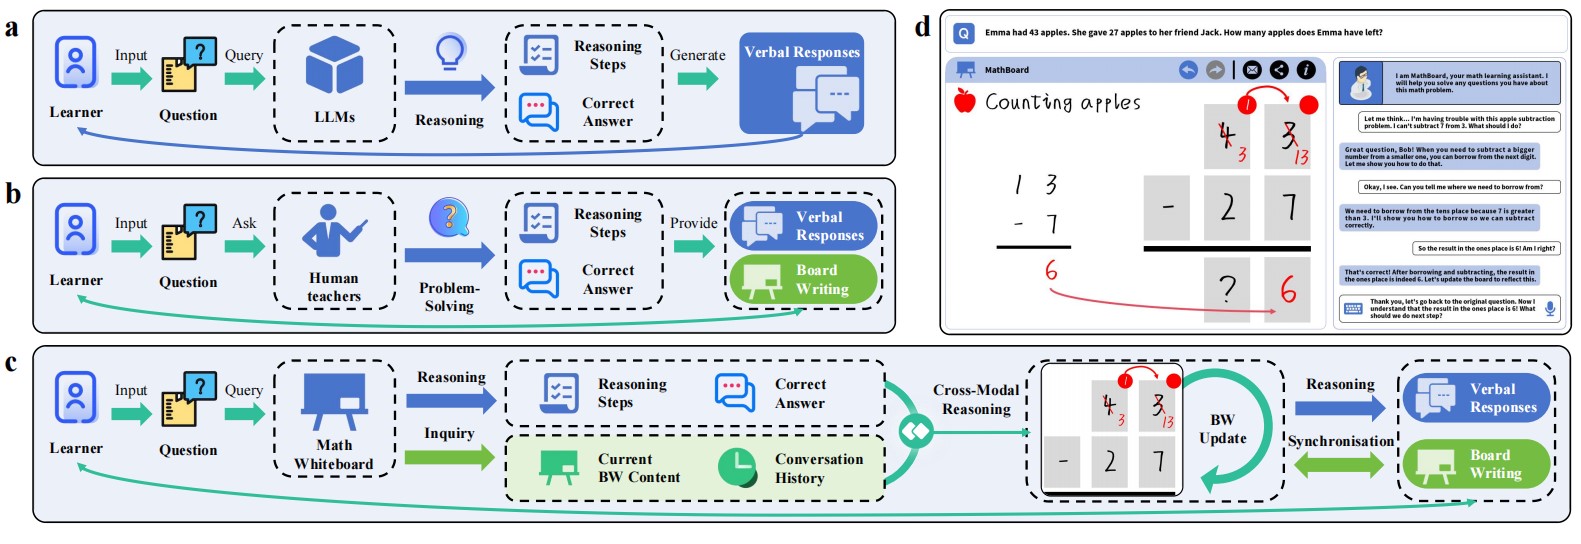 a
Input
Query
Learner
Question
LLMs
Reasoning
Reasoning
Steps
Correct
Answer
Generate
Verbal Responses
b
Input
Ask
Learner
Question
Human
teachers
Problem-
Solving
Reasoning
Steps
Correct
Answer
Provide
Verbal
Responses
Board
Writing
c
Input
Query
Learner
Question
Math
Whiteboard
Reasoning
Inquiry
Reasoning
Steps
Correct
Answer
Current
BW Content
Conversation
History
Cross-Modal
Reasoning
1
4 3
3 13
- 2 7
BW
Update
Reasoning
Synchronisation
Verbal
Responses
Board
Writing
d
Q Emma had 43 apples. She gave 27 apples to her friend Jack. How many apples does Emma have left?
MathBoard
Counting apples
1
4 3
3 13
1 3
- 7
6
- 2 7
? 6
I am MathBoard, your math learning assistant. I
will help you solve any questions you have about
this math problem.
Let me think... I'm having trouble with this apple subtraction
problem. I can't subtract 7 from 3. What should I do?
Great question, Bob! When you need to subtract a bigger
number from a smaller one, you can borrow from the next digit.
Let me show you how to do that.
Okay, I see. Can you tell me where we need to borrow from?
We need to borrow from the tens place because 7 is greater
than 3. I'll show you how to borrow so we can subtract
correctly.
So the result in the ones place is 6! Am I right?
That's correct! After borrowing and subtracting, the result in
the ones place is indeed 6. Let's update the board to reflect this.
Thank you, let's go back to the original question. Now I
understand that the result in the ones place is 6! What
should we do next step?